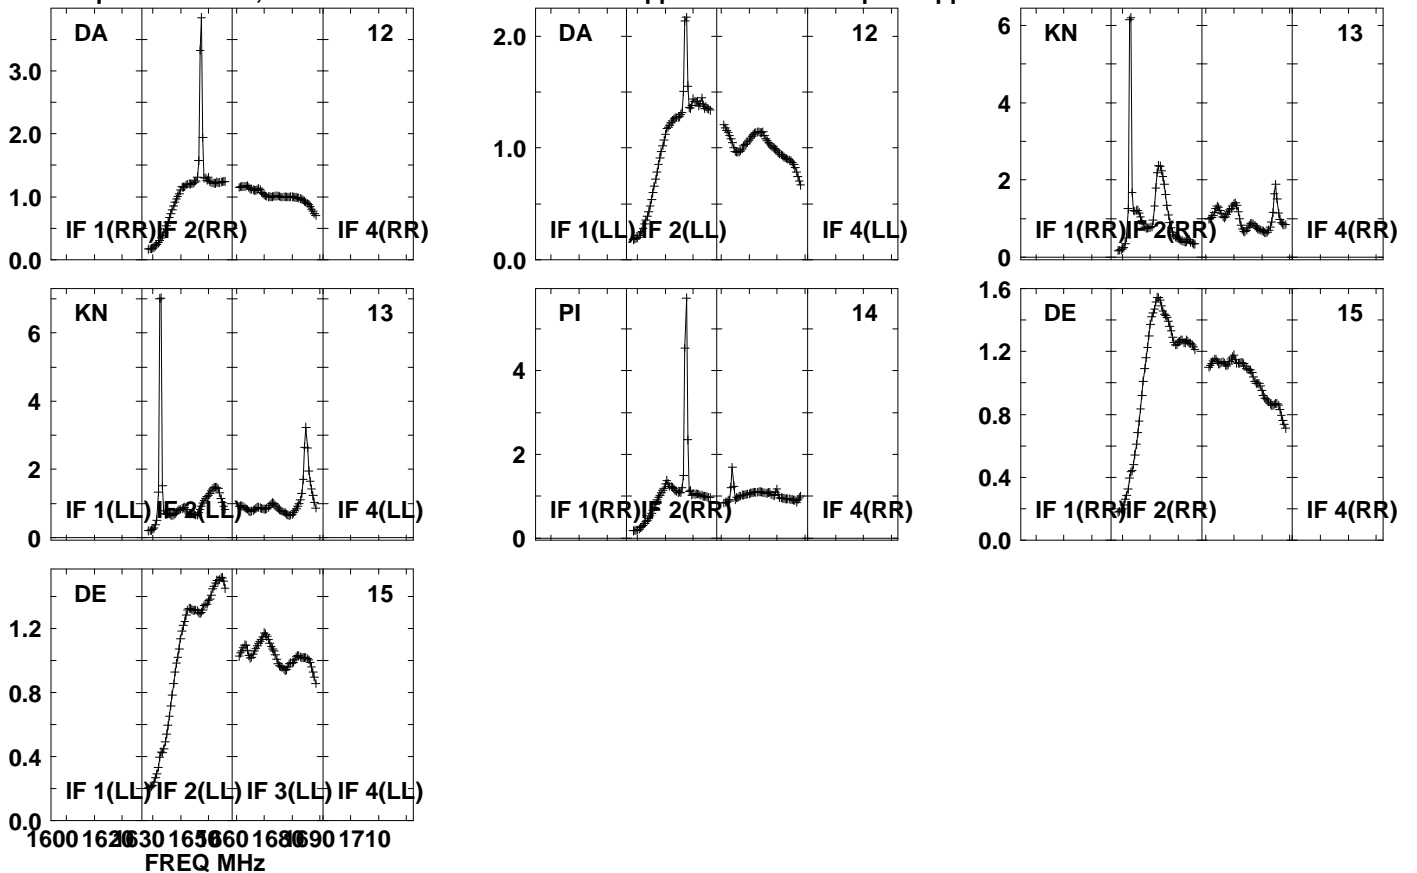 DA 12
3.0
2.0
1.0
0.0
IF 1(RR) IF 2(RR) IF 4(RR)
DA 12
2.0
1.0
0.0
IF 1(LL) IF 2(LL) IF 4(LL)
KN 13
6
4
2
0
IF 1(RR) IF 2(RR) IF 4(RR)
KN 13
6
4
2
0
IF 1(LL) IF 2(LL) IF 4(LL)
PI 14
4
2
0
IF 1(RR) IF 2(RR) IF 4(RR)
DE 15
1.6
1.2
0.8
0.4
0.0
IF 1(RR) IF 2(RR) IF 4(RR)
DE 15
1.2
0.8
0.4
0.0
IF 1(LL) IF 2(LL) IF 3(LL) IF 4(LL)
1600 1620 1630 1650 1660 1680 1690 1710
FREQ MHz